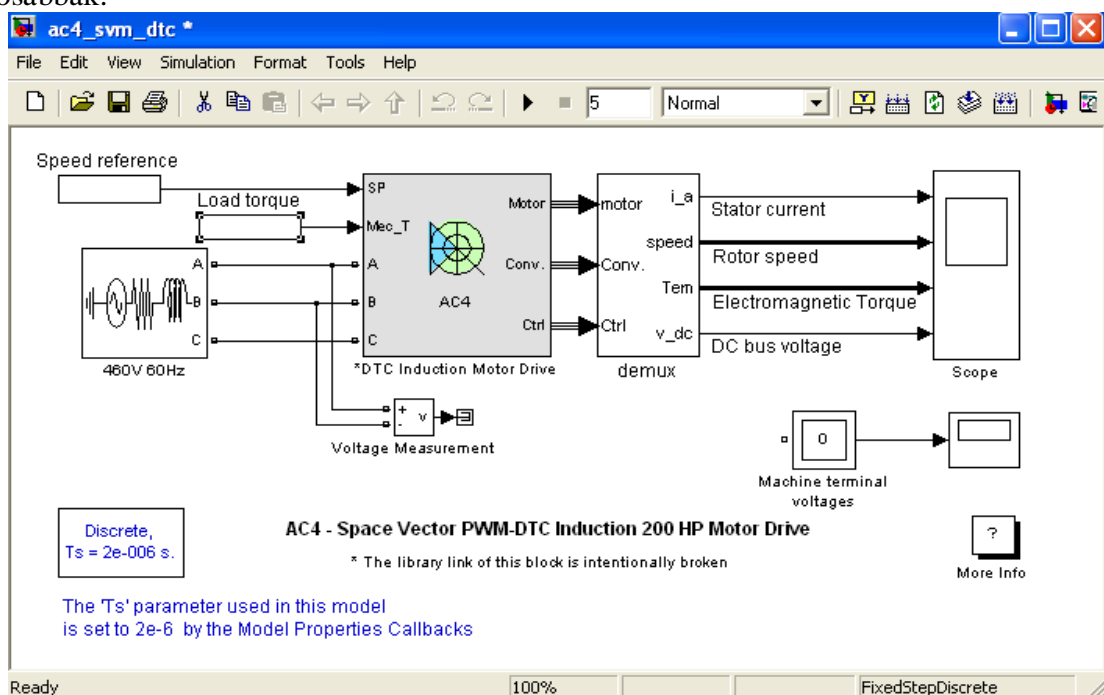 ac4_svm_dtc *
File Edit View Simulation Format Tools Help
5 Normal
Speed reference
Load torque
SP
Mec_T
A
B
C
Motor
Conv.
Ctrl
AC4
*DTC Induction Motor Drive
A
B
C
460V 60Hz
motor
Conv.
Ctrl
i_a
speed
Tem
v_dc
demux
Stator current
Rotor speed
Electromagnetic Torque
DC bus voltage
Scope
+
-
v
Voltage Measurement
0
Machine terminal
voltages
Discrete,
Ts = 2e-006 s.
AC4 - Space Vector PWM-DTC Induction 200 HP Motor Drive
* The library link of this block is intentionally broken
?
More Info
The 'Ts' parameter used in this model
is set to 2e-6 by the Model Properties Callbacks
Ready 100% FixedStepDiscrete